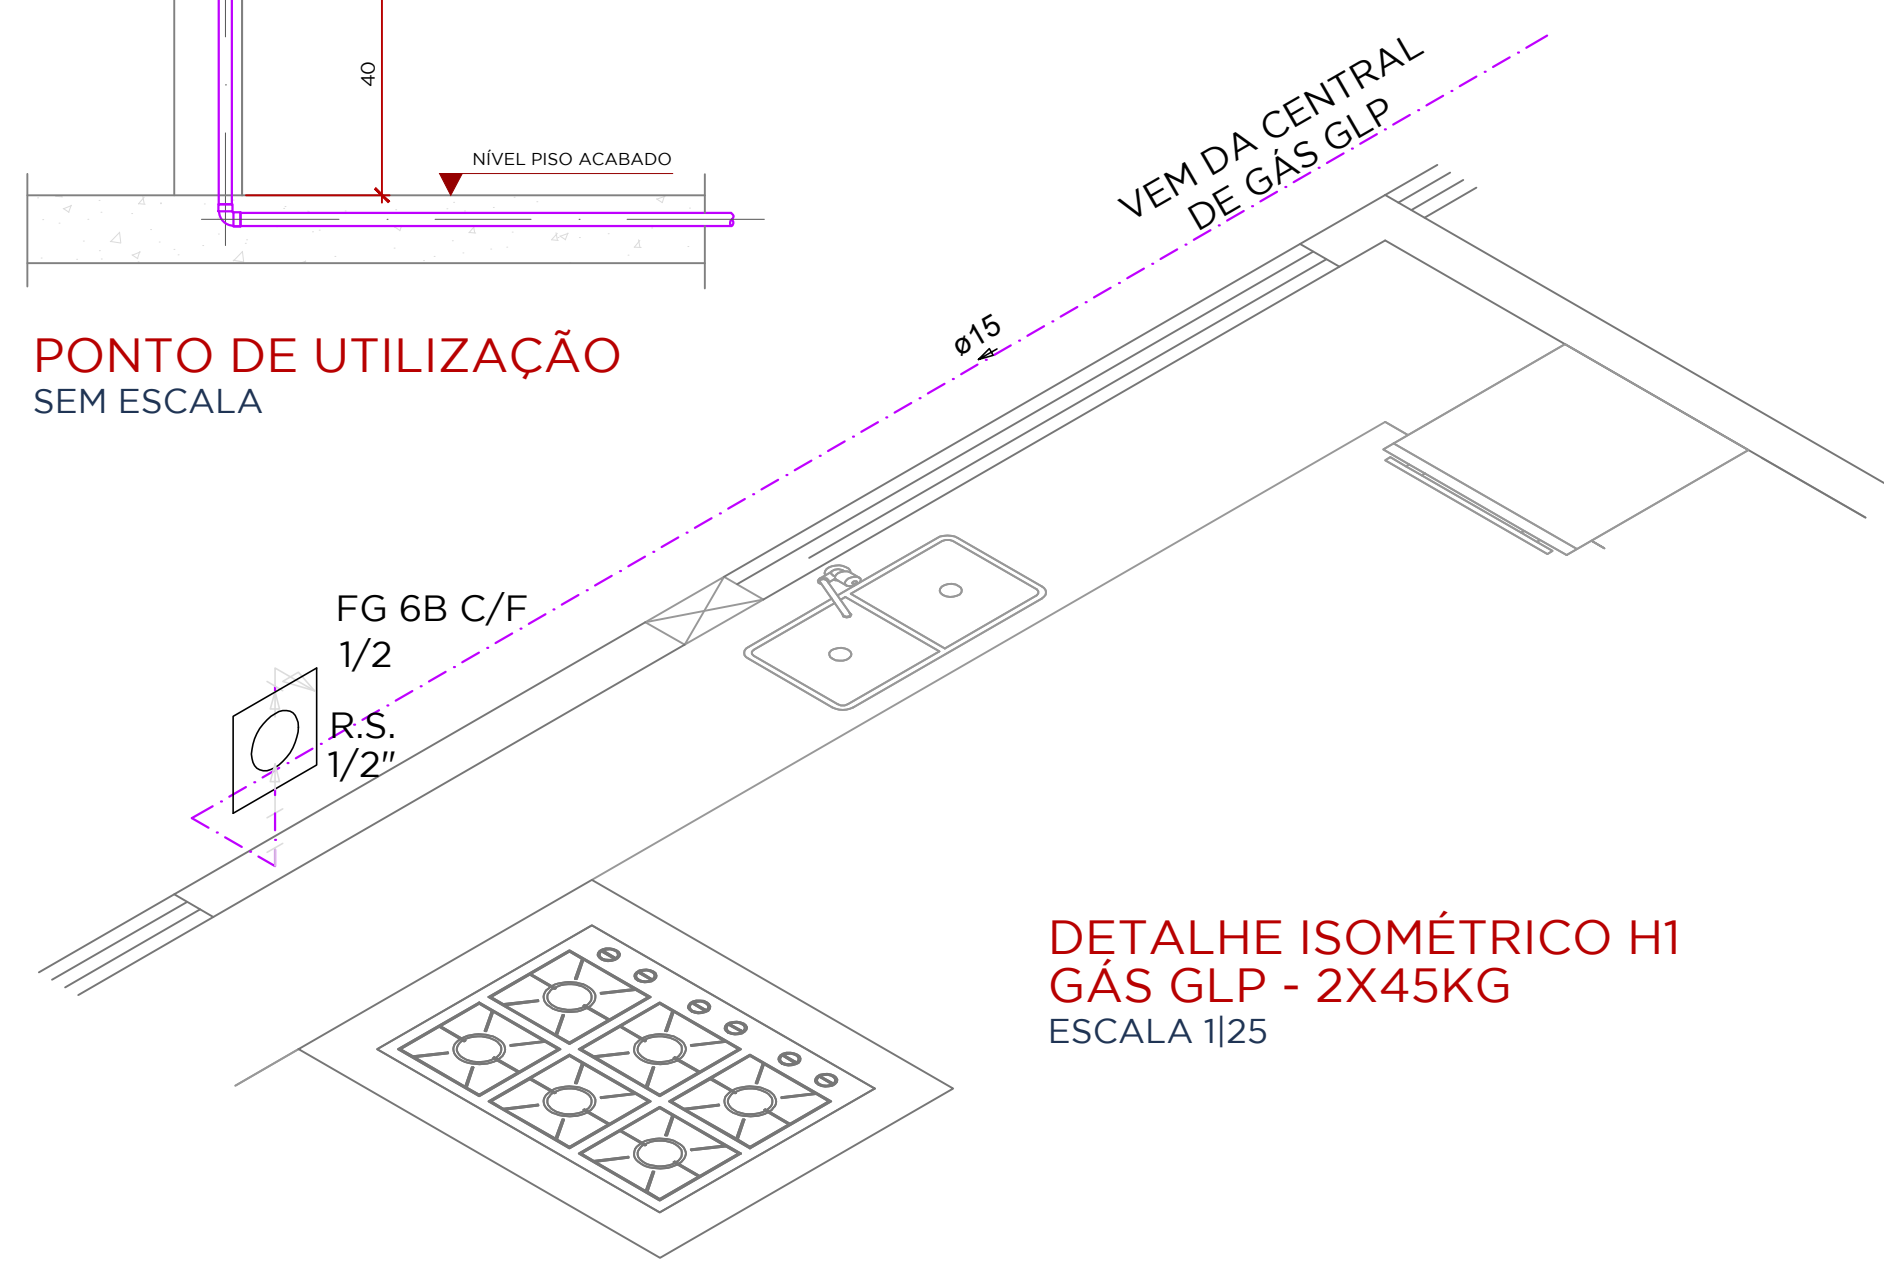 40
NÍVEL PISO ACABADO
PONTO DE UTILIZAÇÃO
SEM ESCALA
VEM DA CENTRAL
DE GÁS GLP
ø15
FG 6B C/F
1/2
R.S.
1/2"
DETALHE ISOMÉTRICO H1
GÁS GLP - 2X45KG
ESCALA 1|25